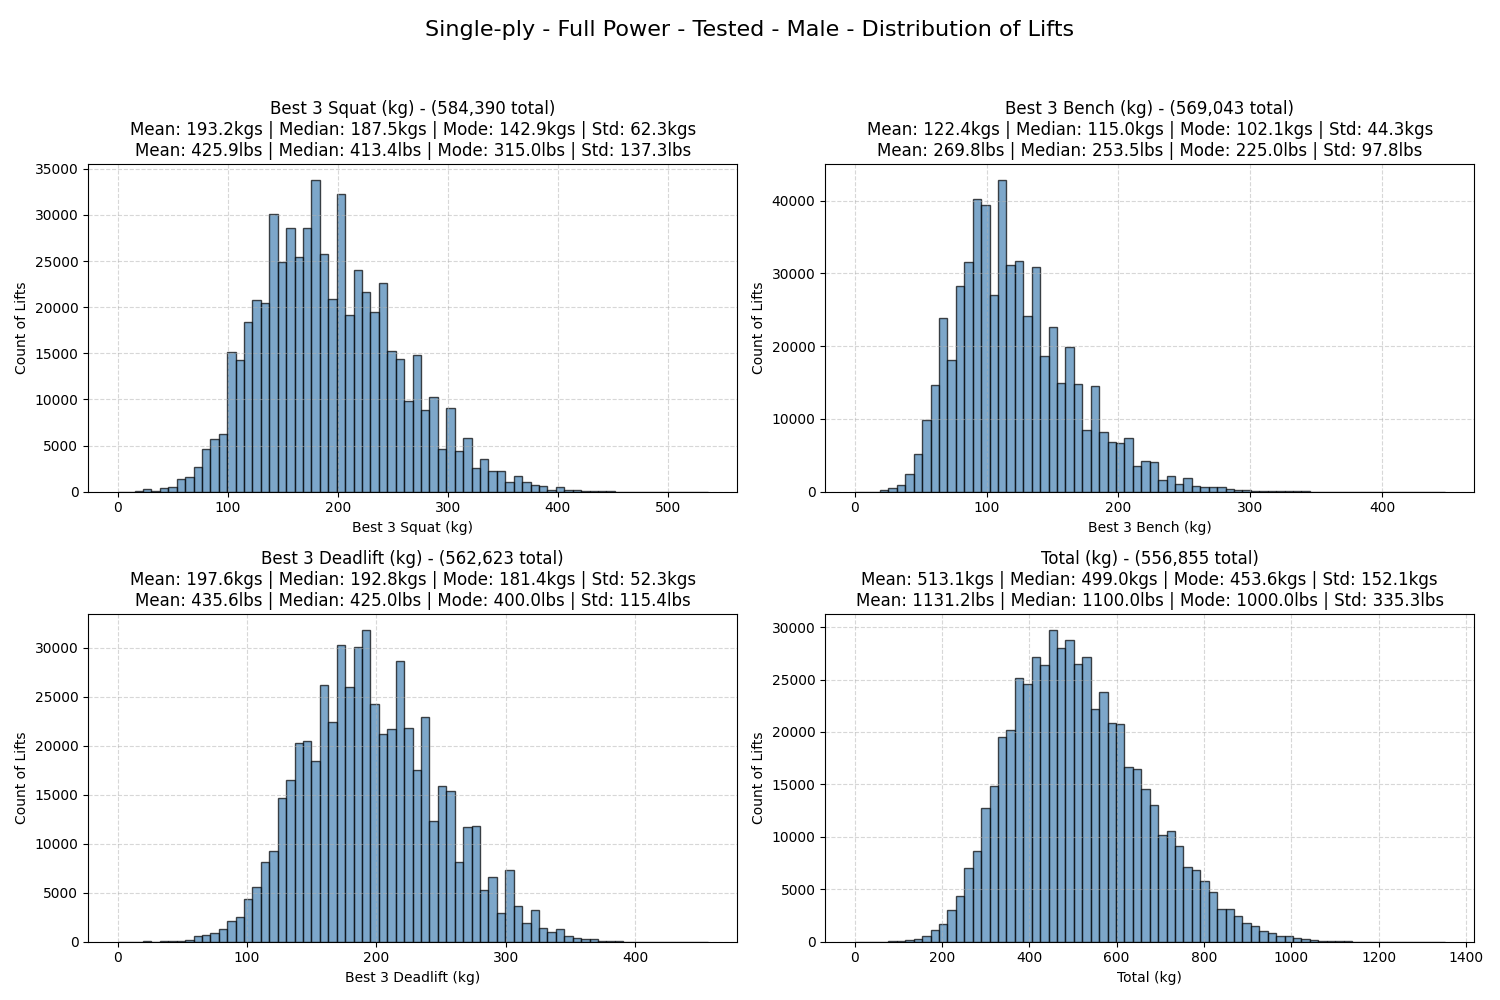 Single-ply - Full Power - Tested - Male - Distribution of Lifts
Best 3 Squat (kg) - (584,390 total)
Mean: 193.2kgs | Median: 187.5kgs | Mode: 142.9kgs | Std: 62.3kgs
Mean: 425.9lbs | Median: 413.4lbs | Mode: 315.0lbs | Std: 137.3lbs
35000
30000
25000
20000
15000
10000
5000
0
Count of Lifts
0 100 200 300 400 500
Best 3 Squat (kg)
Best 3 Bench (kg) - (569,043 total)
Mean: 122.4kgs | Median: 115.0kgs | Mode: 102.1kgs | Std: 44.3kgs
Mean: 269.8lbs | Median: 253.5lbs | Mode: 225.0lbs | Std: 97.8lbs
40000
30000
20000
10000
0
Count of Lifts
0 100 200 300 400
Best 3 Bench (kg)
Best 3 Deadlift (kg) - (562,623 total)
Mean: 197.6kgs | Median: 192.8kgs | Mode: 181.4kgs | Std: 52.3kgs
Mean: 435.6lbs | Median: 425.0lbs | Mode: 400.0lbs | Std: 115.4lbs
30000
25000
20000
15000
10000
5000
0
Count of Lifts
0 100 200 300 400
Best 3 Deadlift (kg)
Total (kg) - (556,855 total)
Mean: 513.1kgs | Median: 499.0kgs | Mode: 453.6kgs | Std: 152.1kgs
Mean: 1131.2lbs | Median: 1100.0lbs | Mode: 1000.0lbs | Std: 335.3lbs
30000
25000
20000
15000
10000
5000
0
Count of Lifts
0 200 400 600 800 1000 1200 1400
Total (kg)